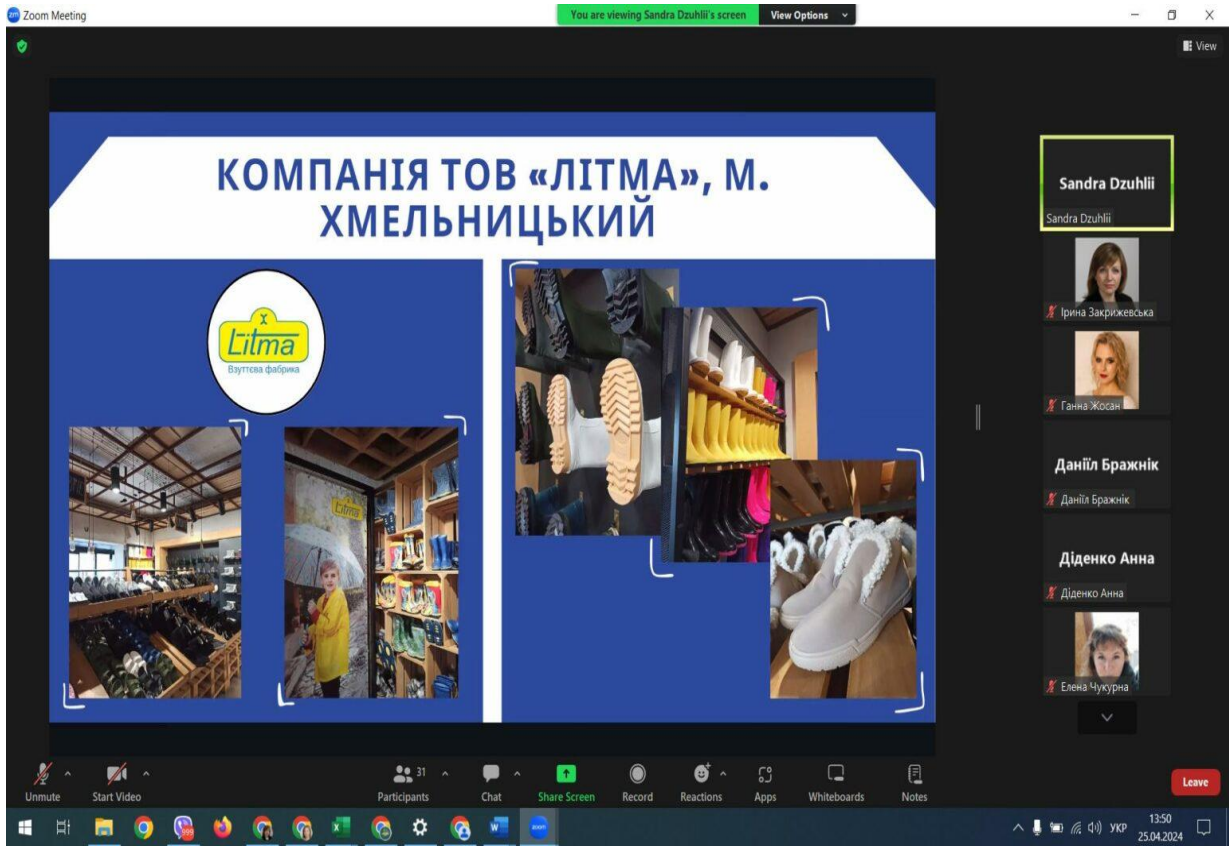 Zoom Meeting
You are viewing Sandra Dzuhlii's screen
View Options
View
КОМПАНІЯ ТОВ «ЛІТМА», М.
ХМЕЛЬНИЦЬКИЙ
Litma
Взуттєва фабрика
Litma
Sandra Dzuhlii
Sandra Dzuhlii
Ірина Закрижевська
Ганна Жосан
Даніїл Бражнік
Даніїл Бражнік
Діденко Анна
Діденко Анна
Елена Чукурна
Unmute
Start Video
31
Participants
Chat
Share Screen
Record
Reactions
Apps
Whiteboards
Notes
Leave
999
УКР
13:50
25.04.2024